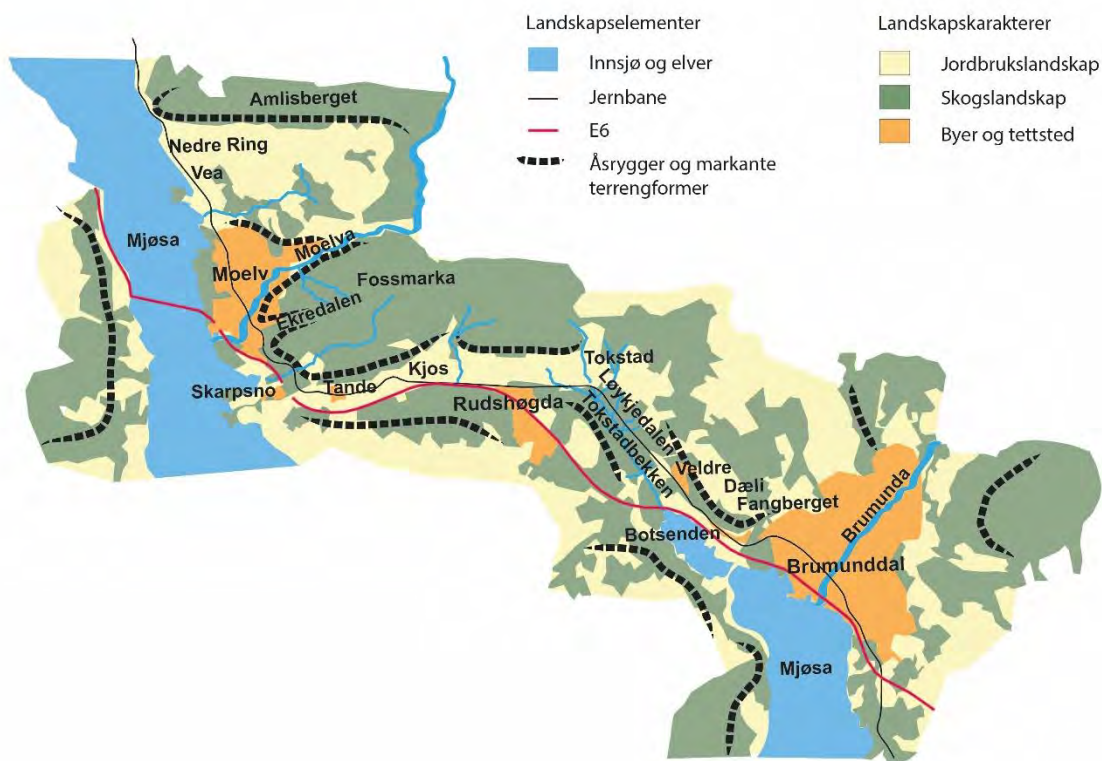 Landskapselementer
Innsjø og elver
Jernbane
E6
Åsrygger og markante
terrengformer
Landskapskarakterer
Jordbrukslandskap
Skogslandskap
Byer og tettsted
Amlisberget
Nedre Ring
Vea
Mjøsa
Moelv
Moelva
Fossmarka
Ekredalen
Skarpsno
Tande
Kjos
Rudshøgda
Tokstad
Løykjedalen
Tokstadbekken
Veldre
Dæli
Fangberget
Botsenden
Brumunda
Brumunddal
Mjøsa